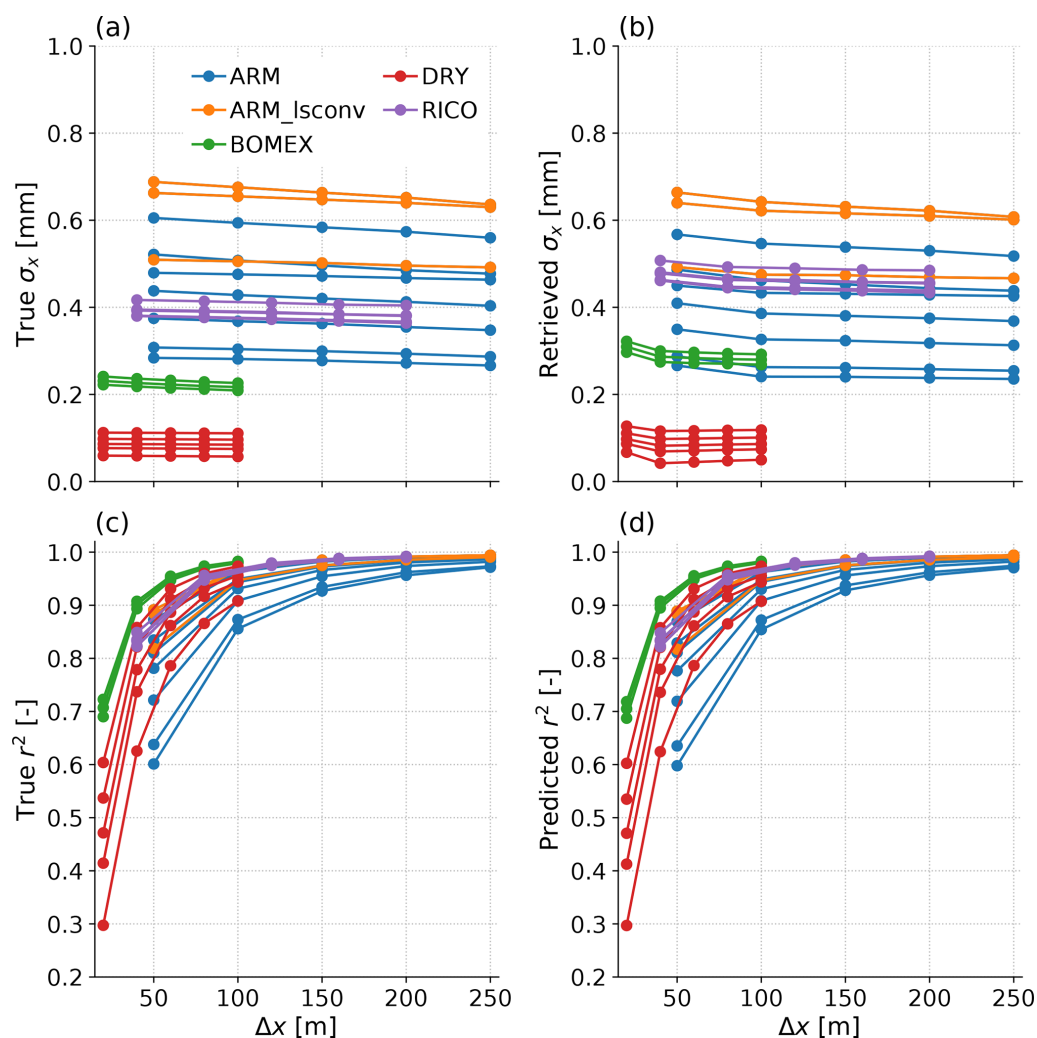 (a)
(b)
1.0
0.8
0.6
0.4
0.2
0.0
True σx [mm]
ARM
ARM_lsconv
BOMEX
DRY
RICO
1.0
0.8
0.6
0.4
0.2
0.0
Retrieved σx [mm]
(c)
(d)
1.0
0.9
0.8
0.7
0.6
0.5
0.4
0.3
0.2
True r² [-]
50 100 150 200 250
Δx [m]
1.0
0.9
0.8
0.7
0.6
0.5
0.4
0.3
0.2
Predicted r² [-]
50 100 150 200 250
Δx [m]